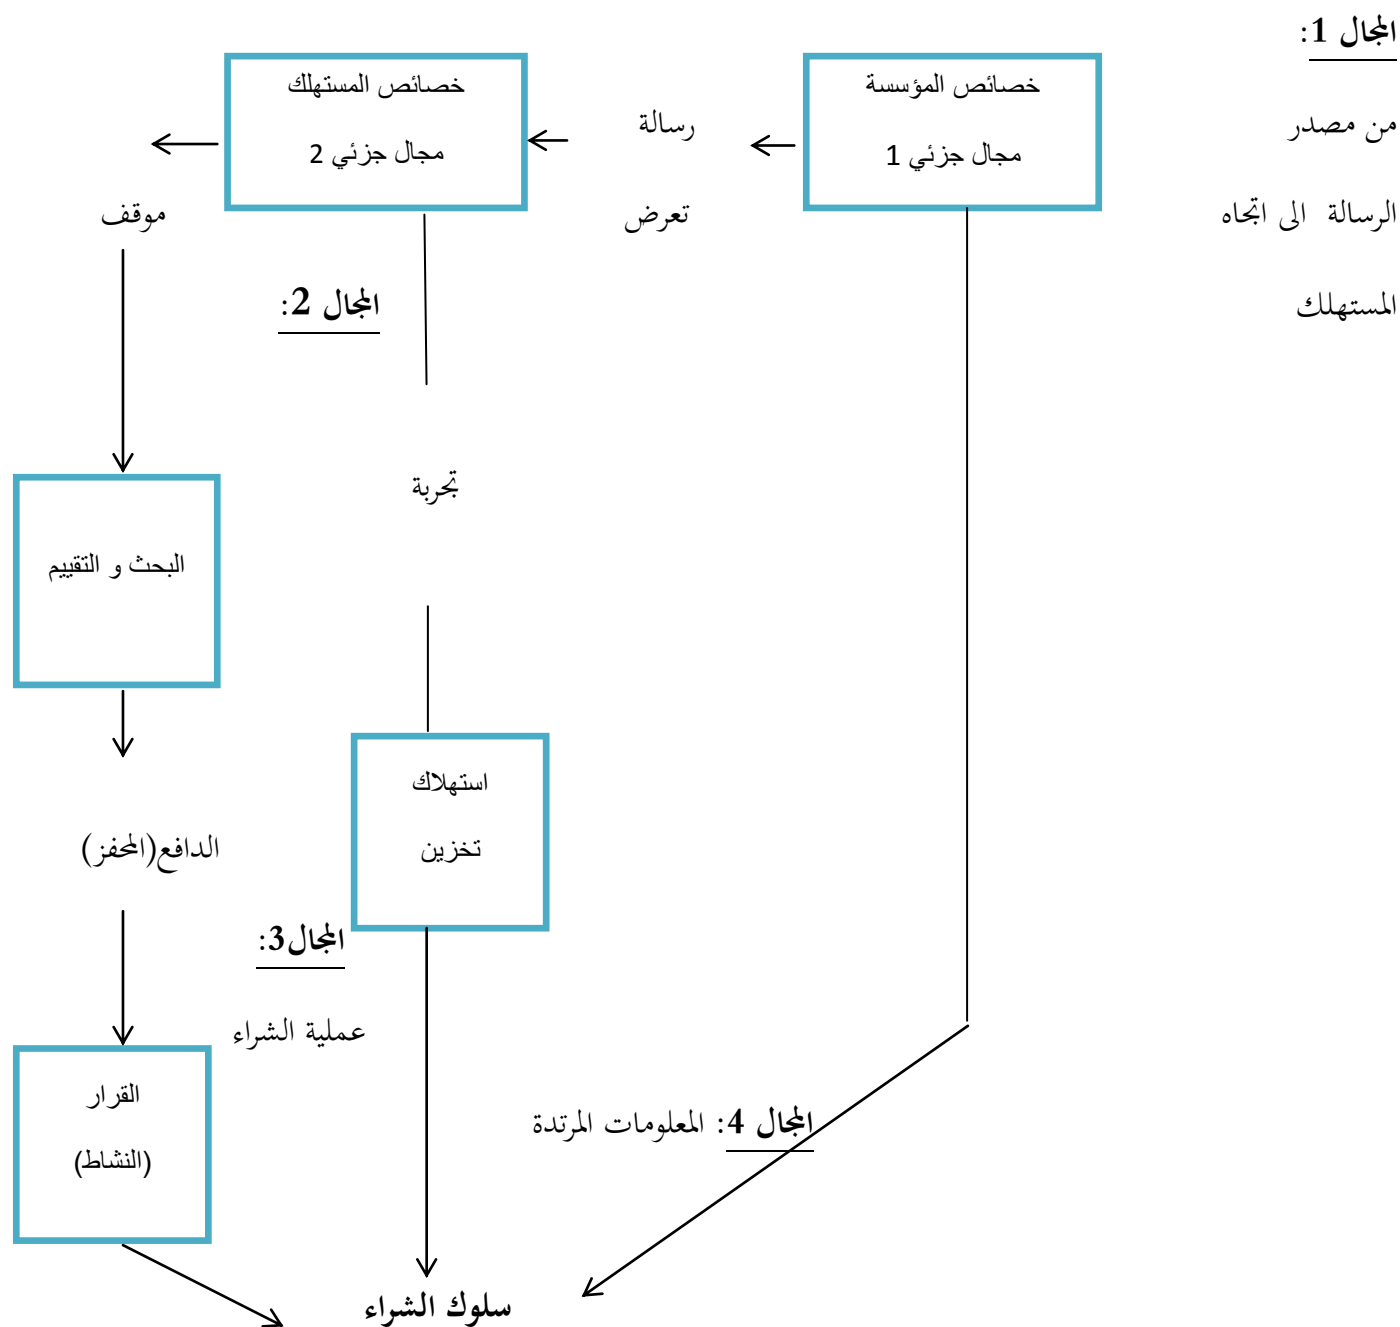 المجال 1:
من مصدر
الرسالة الى اتجاه
المستهلك
خصائص المؤسسة
مجال جزئي 1
رسالة
تعرض
خصائص المستهلك
مجال جزئي 2
موقف
المجال 2:
تجربة
البحث و التقييم
استهلاك
تخزين
الدافع(المحفز)
المجال3:
عملية الشراء
القرار
(النشاط)
المجال 4: المعلومات المرتدة
سلوك الشراء